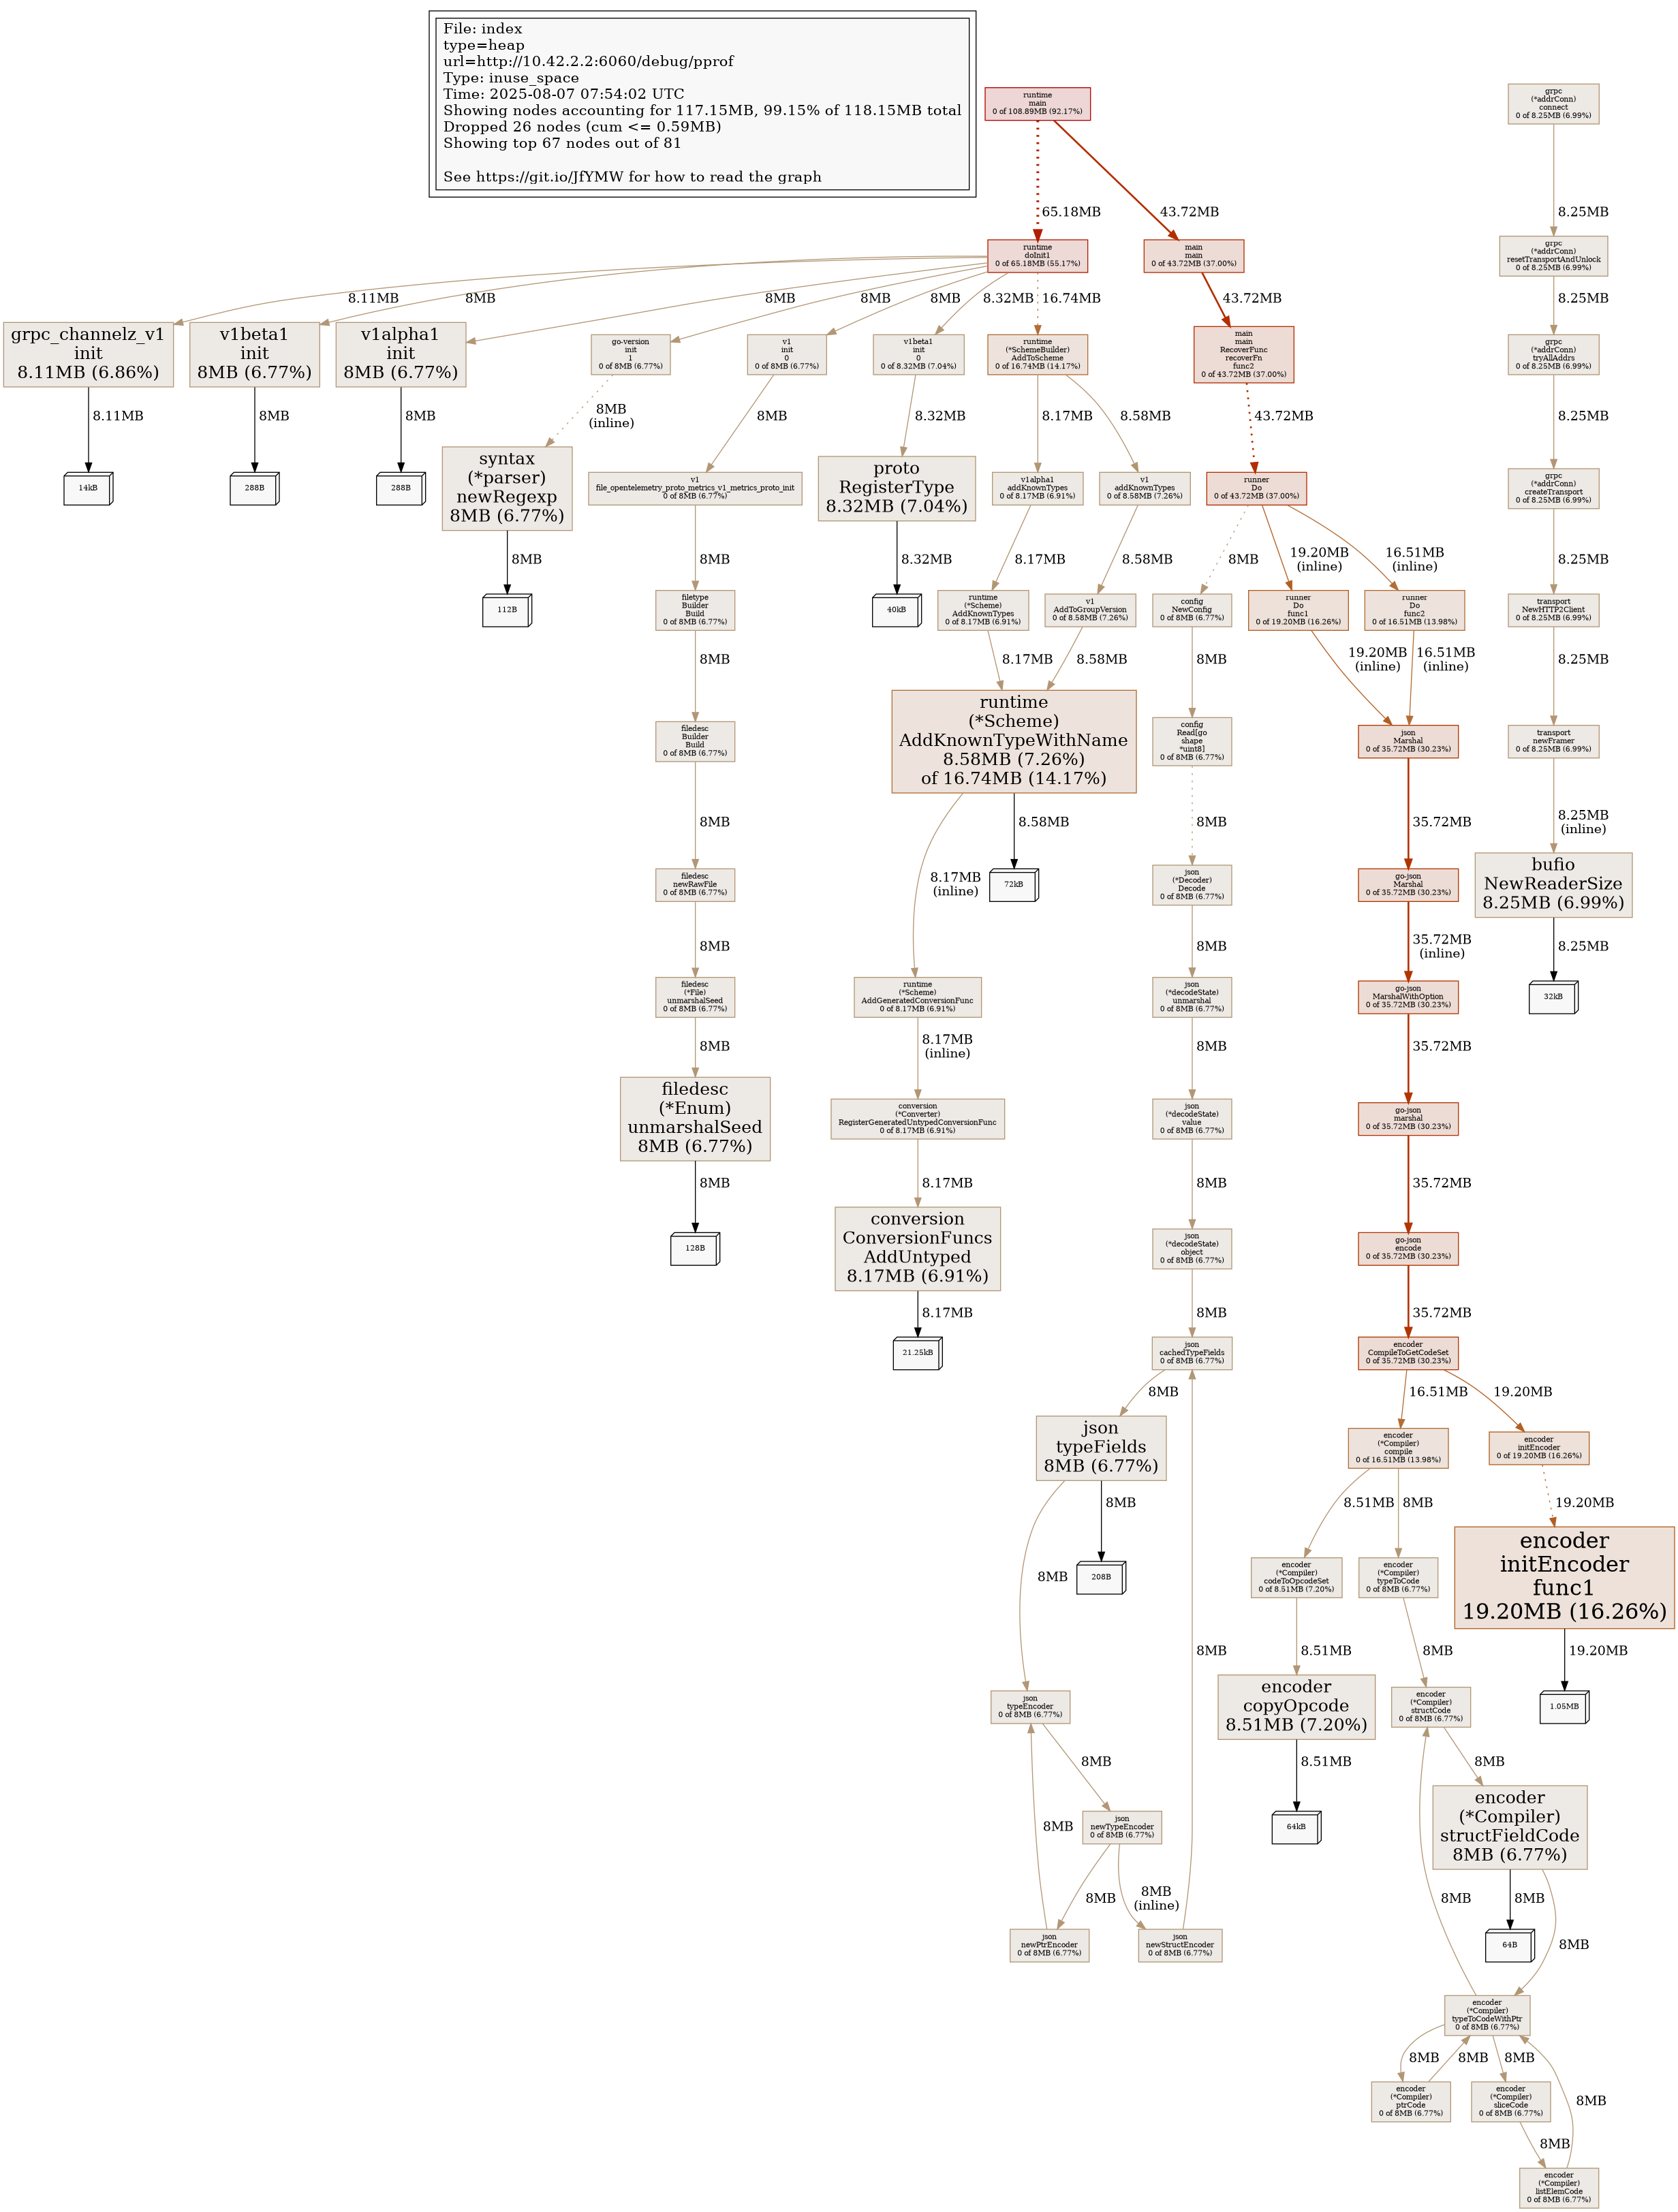 File: index
type=heap
url=http://10.42.2.2:6060/debug/pprof
Type: inuse_space
Time: 2025-08-07 07:54:02 UTC
Showing nodes accounting for 117.15MB, 99.15% of 118.15MB total
Dropped 26 nodes (cum <= 0.59MB)
Showing top 67 nodes out of 81
See https://git.io/JfYMW for how to read the graph
runtime
main
0 of 108.89MB (92.17%)
grpc
(*addrConn)
connect
0 of 8.25MB (6.99%)
65.18MB
43.72MB
8.25MB
runtime
doInit1
0 of 65.18MB (55.17%)
main
main
0 of 43.72MB (37.00%)
grpc
(*addrConn)
resetTransportAndUnlock
0 of 8.25MB (6.99%)
8.11MB
8MB
8MB
8MB
8MB
8.32MB
16.74MB
43.72MB
8.25MB
grpc_channelz_v1
init
8.11MB (6.86%)
v1beta1
init
8MB (6.77%)
v1alpha1
init
8MB (6.77%)
go-version
init
1
0 of 8MB (6.77%)
v1
init
0
0 of 8MB (6.77%)
v1beta1
init
0
0 of 8.32MB (7.04%)
runtime
(*SchemeBuilder)
AddToScheme
0 of 16.74MB (14.17%)
main
main
RecoverFunc
recoverFn
func2
0 of 43.72MB (37.00%)
grpc
(*addrConn)
tryAllAddrs
0 of 8.25MB (6.99%)
8.11MB
8MB
8MB
8MB
(inline)
8MB
8.32MB
8.17MB
8.58MB
43.72MB
8.25MB
14kB
288B
288B
syntax
(*parser)
newRegexp
8MB (6.77%)
v1
file_opentelemetry_proto_metrics_v1_metrics_proto_init
0 of 8MB (6.77%)
proto
RegisterType
8.32MB (7.04%)
v1alpha1
addKnownTypes
0 of 8.17MB (6.91%)
v1
addKnownTypes
0 of 8.58MB (7.26%)
runner
Do
0 of 43.72MB (37.00%)
grpc
(*addrConn)
createTransport
0 of 8.25MB (6.99%)
8MB
8MB
8.32MB
8.17MB
8.58MB
8MB
19.20MB
(inline)
16.51MB
(inline)
8.25MB
112B
filetype
Builder
Build
0 of 8MB (6.77%)
40kB
runtime
(*Scheme)
AddKnownTypes
0 of 8.17MB (6.91%)
v1
AddToGroupVersion
0 of 8.58MB (7.26%)
config
NewConfig
0 of 8MB (6.77%)
runner
Do
func1
0 of 19.20MB (16.26%)
runner
Do
func2
0 of 16.51MB (13.98%)
transport
NewHTTP2Client
0 of 8.25MB (6.99%)
8MB
8.17MB
8.58MB
8MB
19.20MB
(inline)
16.51MB
(inline)
8.25MB
filedesc
Builder
Build
0 of 8MB (6.77%)
runtime
(*Scheme)
AddKnownTypeWithName
8.58MB (7.26%)
of 16.74MB (14.17%)
config
Read[go
shape
*uint8]
0 of 8MB (6.77%)
json
Marshal
0 of 35.72MB (30.23%)
transport
newFramer
0 of 8.25MB (6.99%)
8MB
8.58MB
8MB
35.72MB
8.25MB
(inline)
filedesc
newRawFile
0 of 8MB (6.77%)
8.17MB
(inline)
72kB
json
(*Decoder)
Decode
0 of 8MB (6.77%)
go-json
Marshal
0 of 35.72MB (30.23%)
bufio
NewReaderSize
8.25MB (6.99%)
8MB
8MB
35.72MB
(inline)
8.25MB
filedesc
(*File)
unmarshalSeed
0 of 8MB (6.77%)
runtime
(*Scheme)
AddGeneratedConversionFunc
0 of 8.17MB (6.91%)
json
(*decodeState)
unmarshal
0 of 8MB (6.77%)
go-json
MarshalWithOption
0 of 35.72MB (30.23%)
32kB
8MB
8.17MB
(inline)
8MB
35.72MB
filedesc
(*Enum)
unmarshalSeed
8MB (6.77%)
conversion
(*Converter)
RegisterGeneratedUntypedConversionFunc
0 of 8.17MB (6.91%)
json
(*decodeState)
value
0 of 8MB (6.77%)
go-json
marshal
0 of 35.72MB (30.23%)
8MB
8.17MB
8MB
35.72MB
128B
conversion
ConversionFuncs
AddUntyped
8.17MB (6.91%)
json
(*decodeState)
object
0 of 8MB (6.77%)
go-json
encode
0 of 35.72MB (30.23%)
8.17MB
8MB
35.72MB
21.25kB
json
cachedTypeFields
0 of 8MB (6.77%)
encoder
CompileToGetCodeSet
0 of 35.72MB (30.23%)
8MB
16.51MB
19.20MB
json
typeFields
8MB (6.77%)
encoder
(*Compiler)
compile
0 of 16.51MB (13.98%)
encoder
initEncoder
0 of 19.20MB (16.26%)
8MB
8.51MB
8MB
19.20MB
8MB
208B
encoder
(*Compiler)
codeToOpcodeSet
0 of 8.51MB (7.20%)
encoder
(*Compiler)
typeToCode
0 of 8MB (6.77%)
encoder
initEncoder
func1
19.20MB (16.26%)
8MB
8.51MB
8MB
19.20MB
json
typeEncoder
0 of 8MB (6.77%)
encoder
copyOpcode
8.51MB (7.20%)
encoder
(*Compiler)
structCode
0 of 8MB (6.77%)
1.05MB
8MB
8.51MB
8MB
8MB
json
newTypeEncoder
0 of 8MB (6.77%)
64kB
encoder
(*Compiler)
structFieldCode
8MB (6.77%)
8MB
8MB
(inline)
8MB
8MB
json
newPtrEncoder
0 of 8MB (6.77%)
json
newStructEncoder
0 of 8MB (6.77%)
64B
8MB
encoder
(*Compiler)
typeToCodeWithPtr
0 of 8MB (6.77%)
8MB
8MB
8MB
encoder
(*Compiler)
ptrCode
0 of 8MB (6.77%)
encoder
(*Compiler)
sliceCode
0 of 8MB (6.77%)
8MB
8MB
encoder
(*Compiler)
listElemCode
0 of 8MB (6.77%)